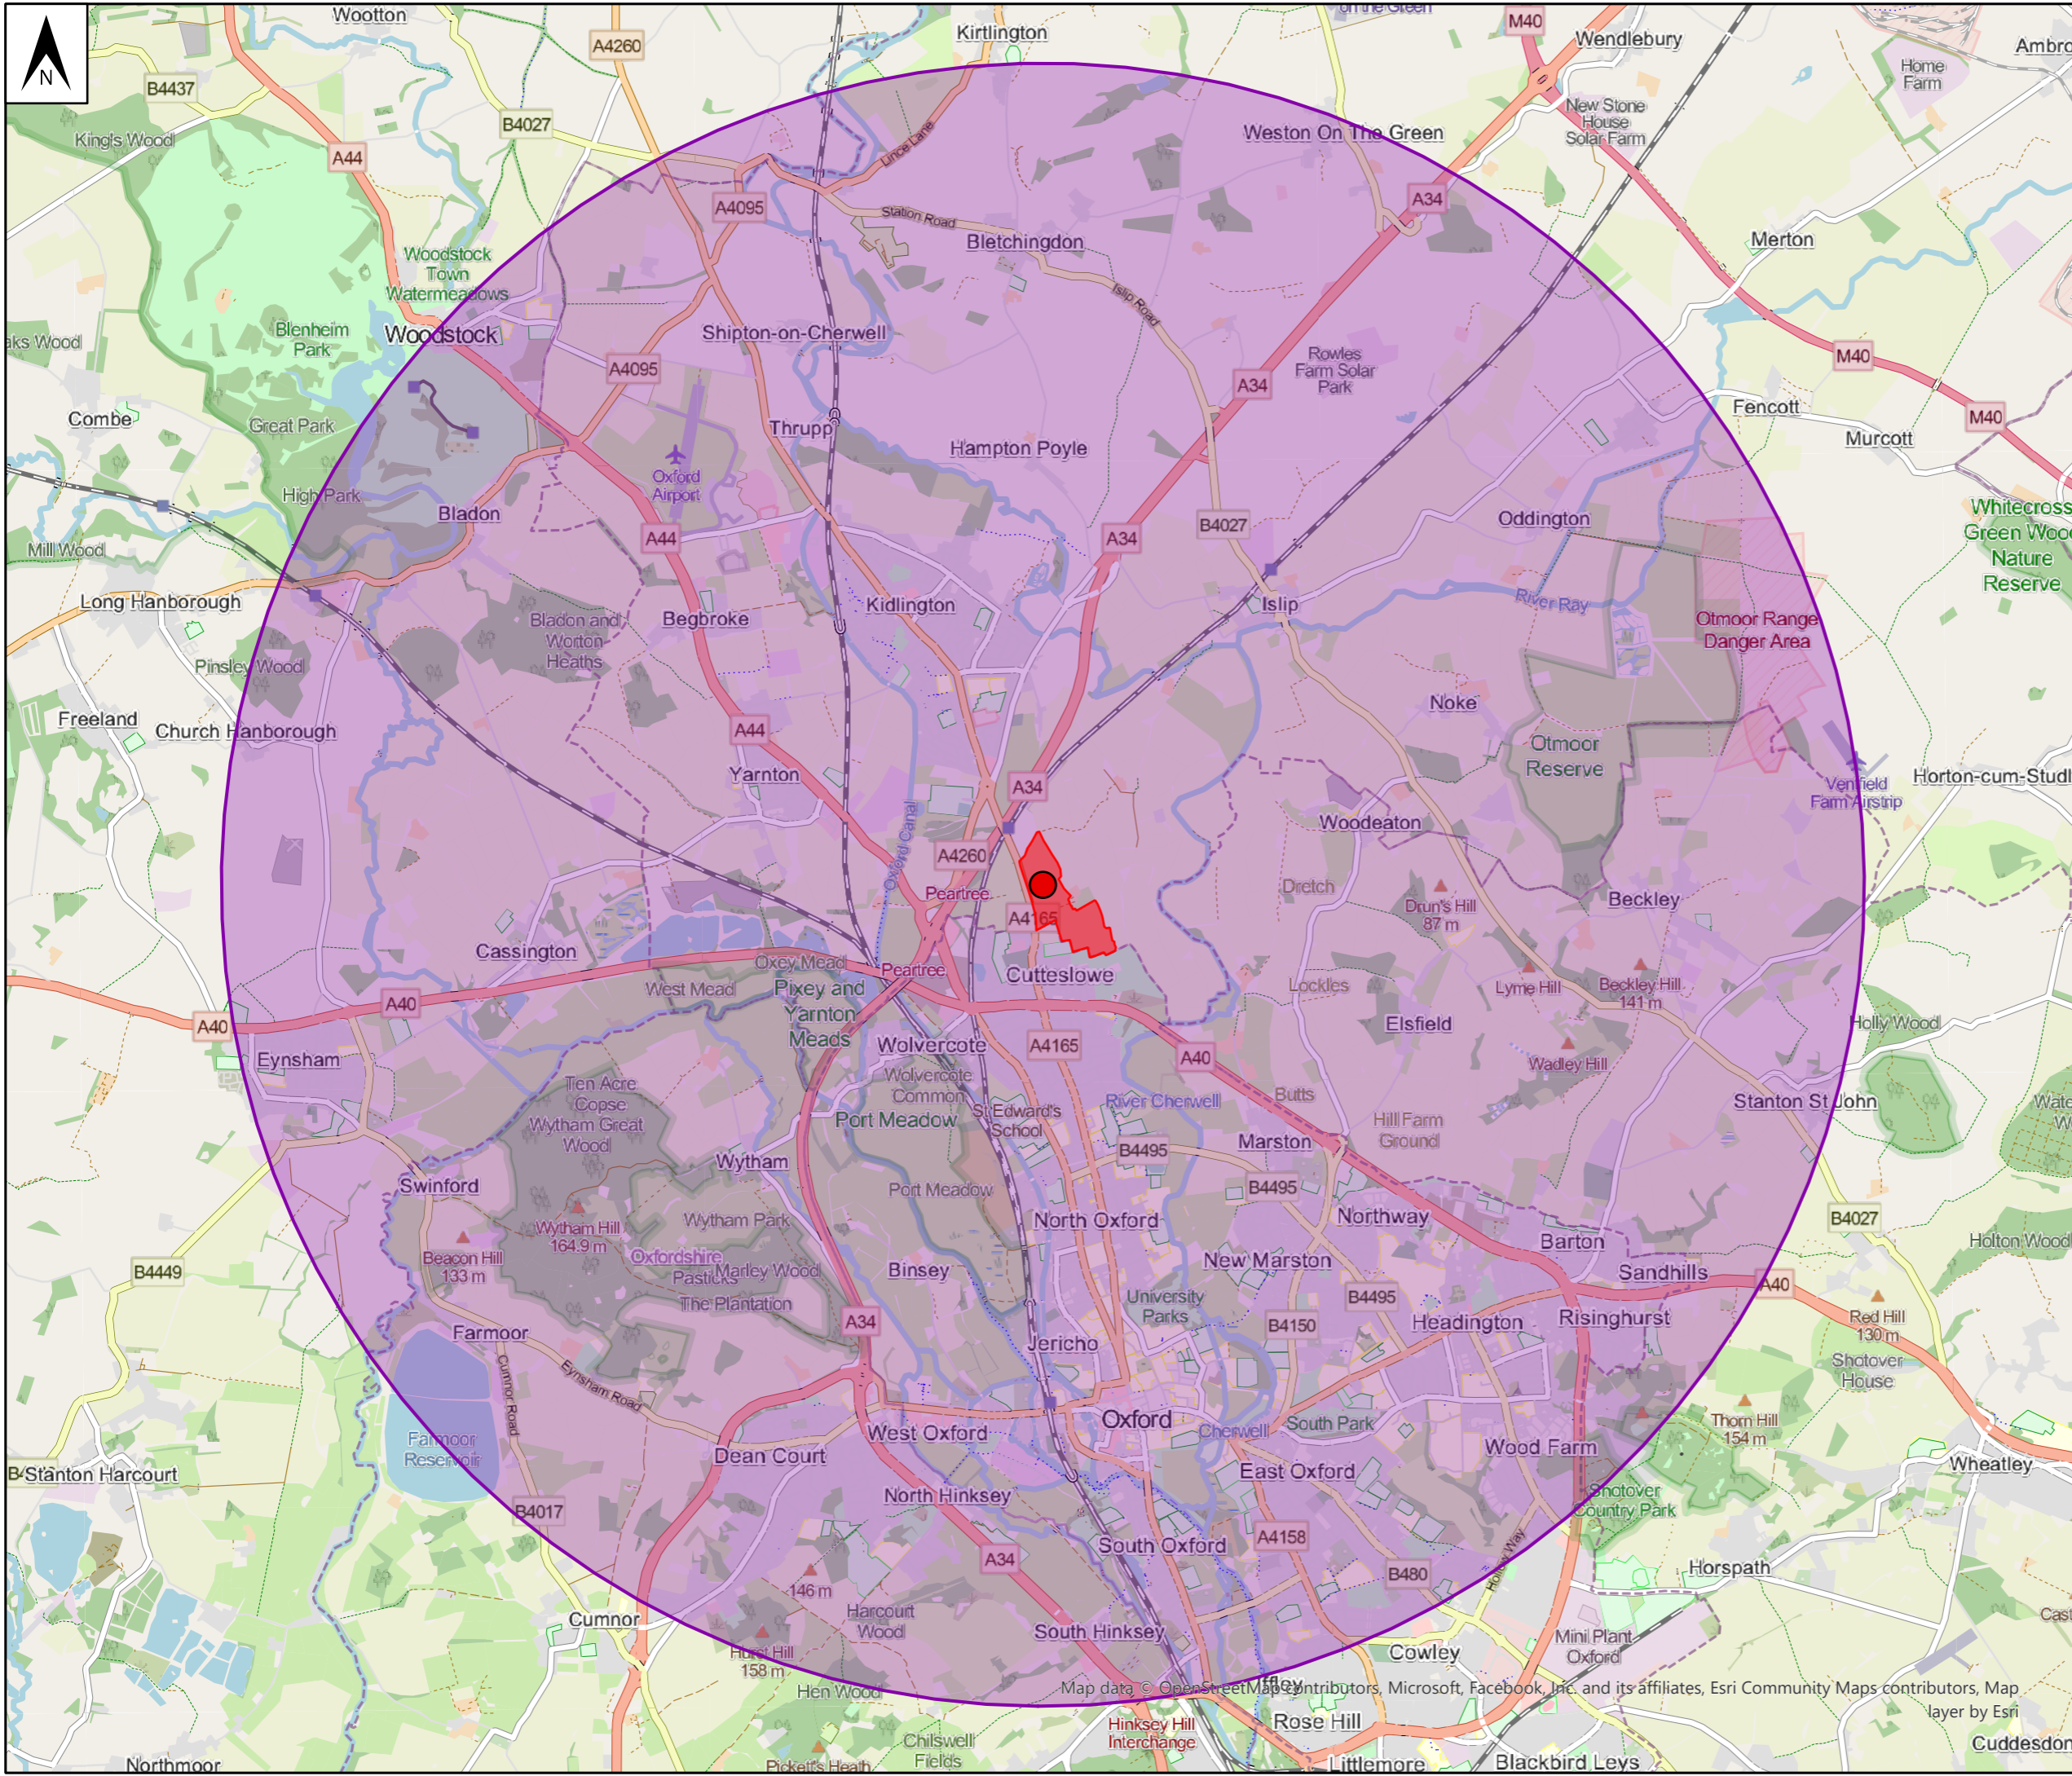 N
Wootton
A4260
Kirtlington
on the Green
M40
Wendlebury
Home
Farm
B4437
King's Wood
B4027
A44
Lince Lane
Weston On The Green
New Stone
House
Solar Farm
A4095
Station Road
Bletchingdon
A34
Merton
Woodstock
Town
Watermeadows
Islip Road
Blenheim
Park
Woodstock
Shipton-on-Cherwell
Rowles
Farm Solar
Park
M40
A4095
A34
Combe
Great Park
Thrupp
Hampton Poyle
Fencott
Murcott
M40
High Park
Oxford
Airport
Bladon
A44
A34
B4027
Oddington
Whitecross
Green Wood
Nature
Reserve
Mill Wood
Long Hanborough
Bladon and
Worton
Heaths
Begbroke
Kidlington
Islip
River Ray
Otmoor Range
Danger Area
Pinsley Wood
Freeland
Church Hanborough
A44
Noke
Otmoor
Reserve
Yarnton
A34
Horton-cum-Studl
Ventfield
Farm Airstrip
Oxford Canal
Woodeaton
A4260
Peartree
A4165
Dretch
Drun's Hill
87 m
Beckley
Cassington
Oxey Mead
Peartree
Cutteslowe
West Mead
Pixey and
Yarnton
Meads
Lockles
Lyme Hill
Beckley Hill
141 m
A40
A40
Elsfield
Holly Wood
Eynsham
Wolvercote
A4165
A40
Wadley Hill
Ten Acre
Copse
Wytham Great
Wood
Wolvercote
Common
Port Meadow
St Edward's
School
River Cherwell
Butts
Hill Farm
Ground
Stanton St John
Wytham
B4495
Marston
Swinford
Port Meadow
B4495
Wytham Hill
164.9 m
Wytham Park
North Oxford
Northway
B4027
Beacon Hill
133 m
Oxfordshire
Pasticks
Marley Wood
Binsey
New Marston
Barton
Holton Wood
B4449
The Plantation
University
Parks
B4495
Sandhills
A40
Farmoor
A34
Jericho
B4150
Headington
Risinghurst
Red Hill
130 m
Cumnor Road
Eynsham Road
Shotover
House
West Oxford
Oxford
Cherwell
South Park
Thorn Hill
154 m
Farmoor
Reservoir
Dean Court
Wood Farm
Stanton Harcourt
East Oxford
Wheatley
B4017
North Hinksey
Shotover
Country Park
South Oxford
A4158
A34
B480
Hollow Way
Horspath
146 m
Cumnor
Harcourt
Wood
South Hinksey
Mini Plant
Oxford
Hurst Hill
158 m
Cowley
Hen Wood
Iffley
Map data © OpenStreetMap contributors, Microsoft, Facebook, Inc. and its affiliates, Esri Community Maps contributors, Map
layer by Esri
Rose Hill
Hinksey Hill
Interchange
Chilswell
Fields
Cuddesdon
Northmoor
Pickett's Heath
Littlemore
Blackbird Leys